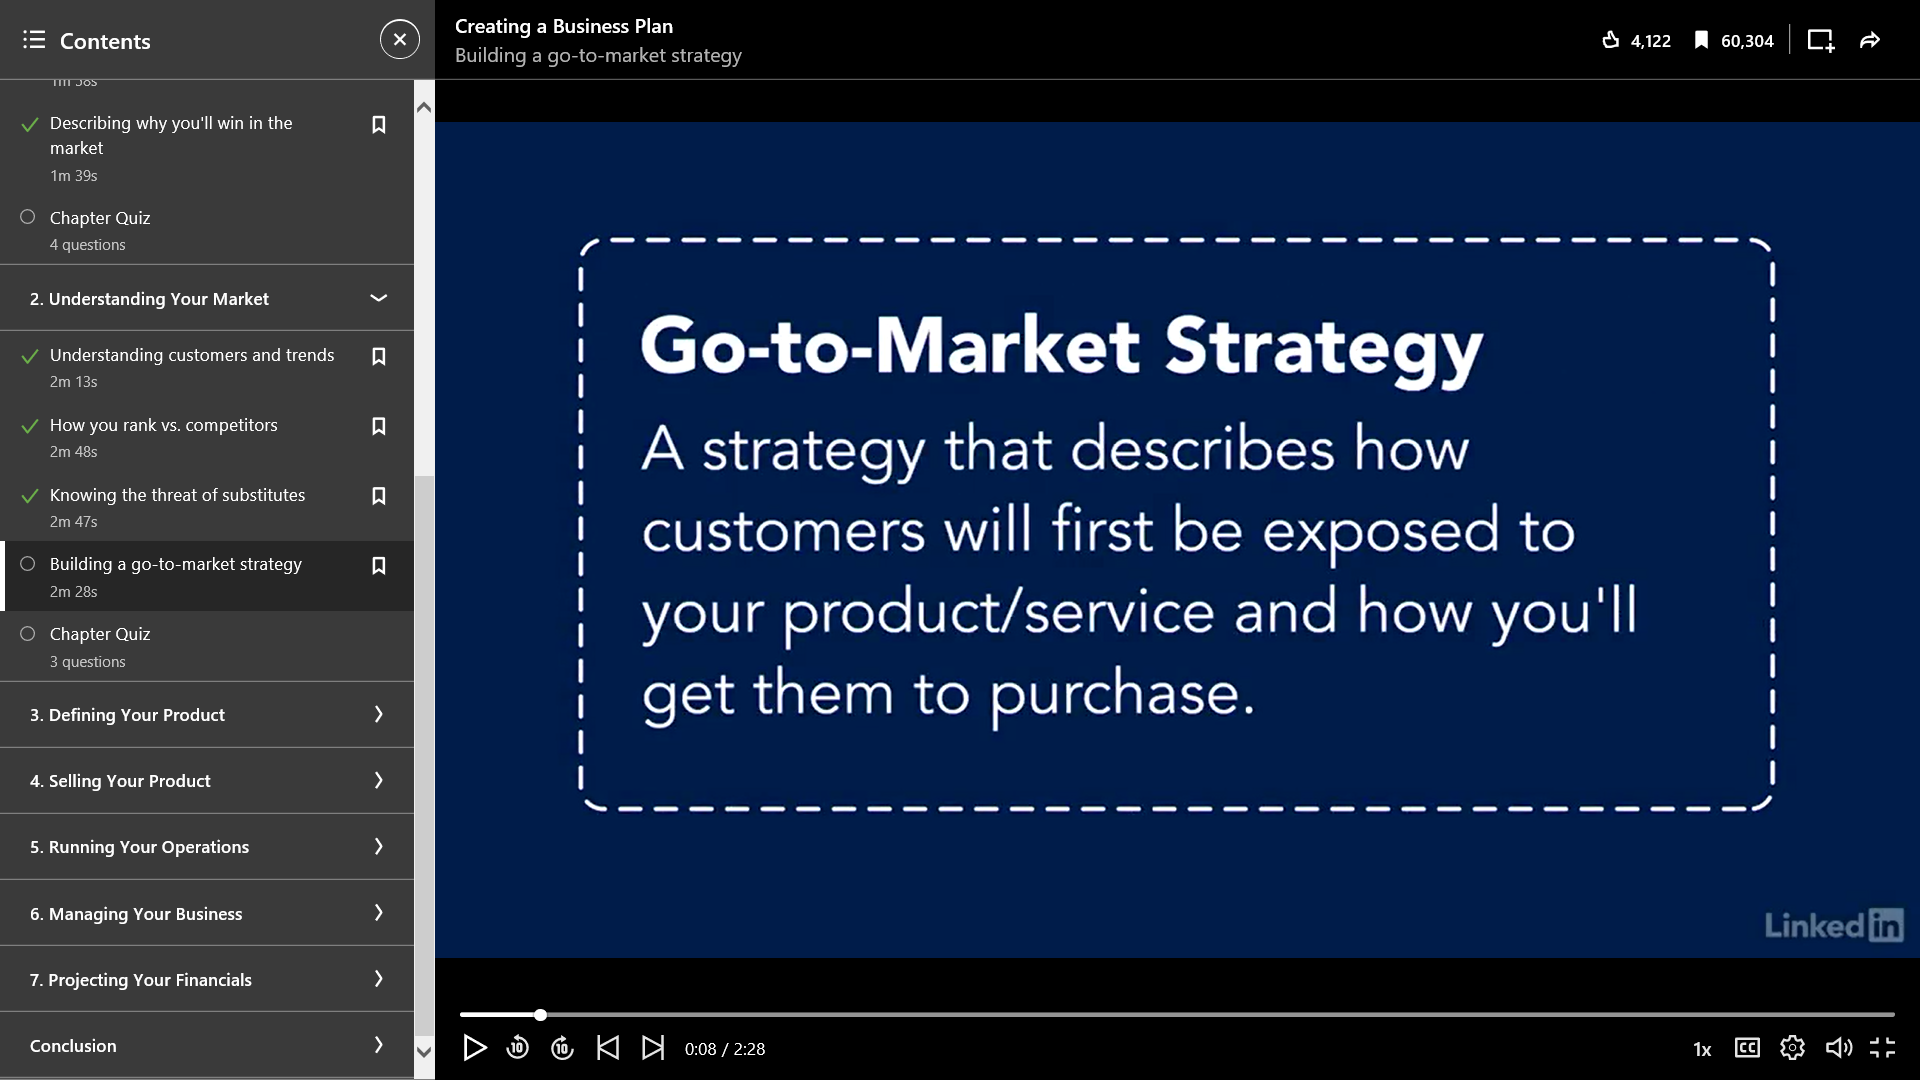 Contents
1m 58s
Describing why you'll win in the
market
1m 39s
Chapter Quiz
4 questions
2. Understanding Your Market
Understanding customers and trends
2m 13s
How you rank vs. competitors
2m 48s
Knowing the threat of substitutes
2m 47s
Building a go-to-market strategy
2m 28s
Chapter Quiz
3 questions
3. Defining Your Product
4. Selling Your Product
5. Running Your Operations
6. Managing Your Business
7. Projecting Your Financials
Conclusion
Creating a Business Plan
Building a go-to-market strategy
4,122
60,304
Go-to-Market Strategy
A strategy that describes how
customers will first be exposed to
your product/service and how you'll
get them to purchase.
Linked in
10
10
0:08 / 2:28
1x
CC